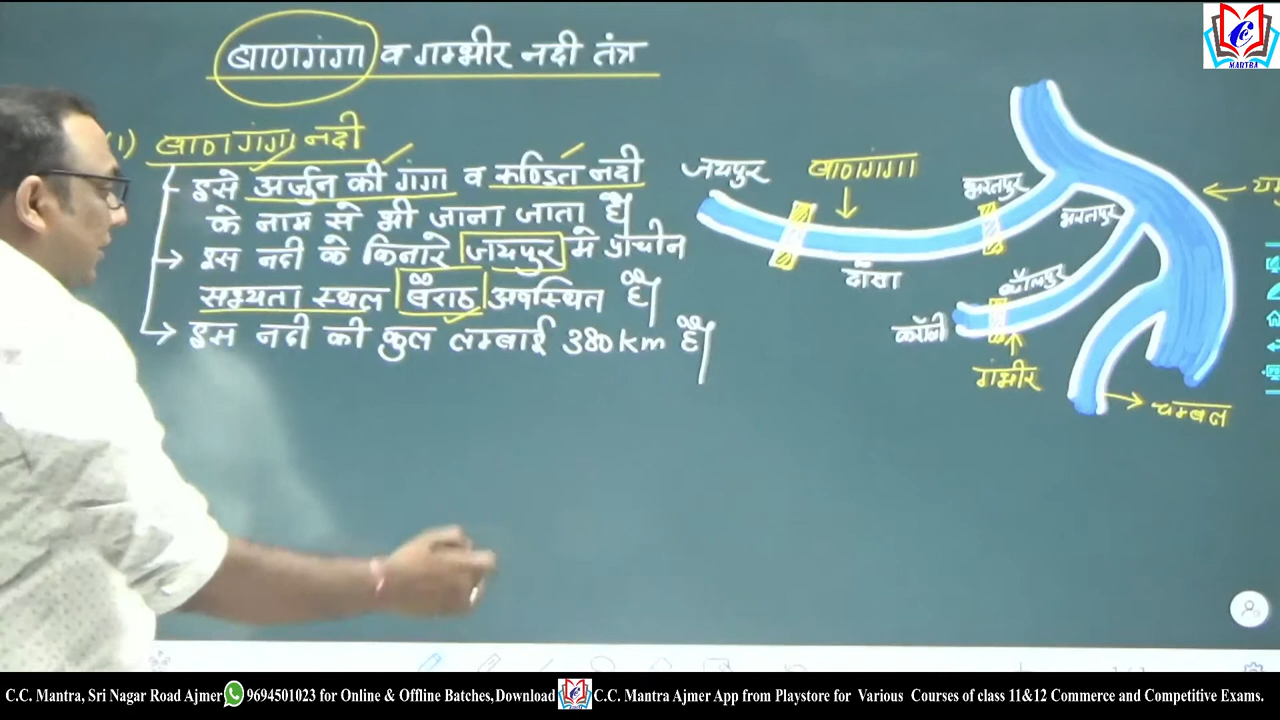 बाणगंगा व गम्भीर नदी तंत्र
(1) बाणगंगा नदी
इसे अर्जुन की गंगा व रुण्डित नदी
के नाम से भी जाना जाता है
इस नदी के किनारे जयपुर मे प्राचीन
सभ्यता स्थल बैराठ अवस्थित है
इस नदी की कुल लम्बाई 380 km है
जयपुर
बाणगंगा
भरतपुर
भरतपुर
दौसा
धौलपुर
करौली
गंभीर
चम्बल
MANTRA
C.C. Mantra, Sri Nagar Road Ajmer 9694501023 for Online & Offline Batches,Download C.C. Mantra Ajmer App from Playstore for Various Courses of class 11&12 Commerce and Competitive Exams.